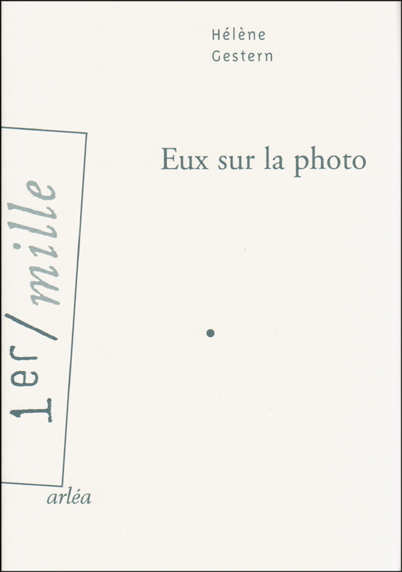 Hélène
Gestern
Eux sur la photo
1er/mille
arléa